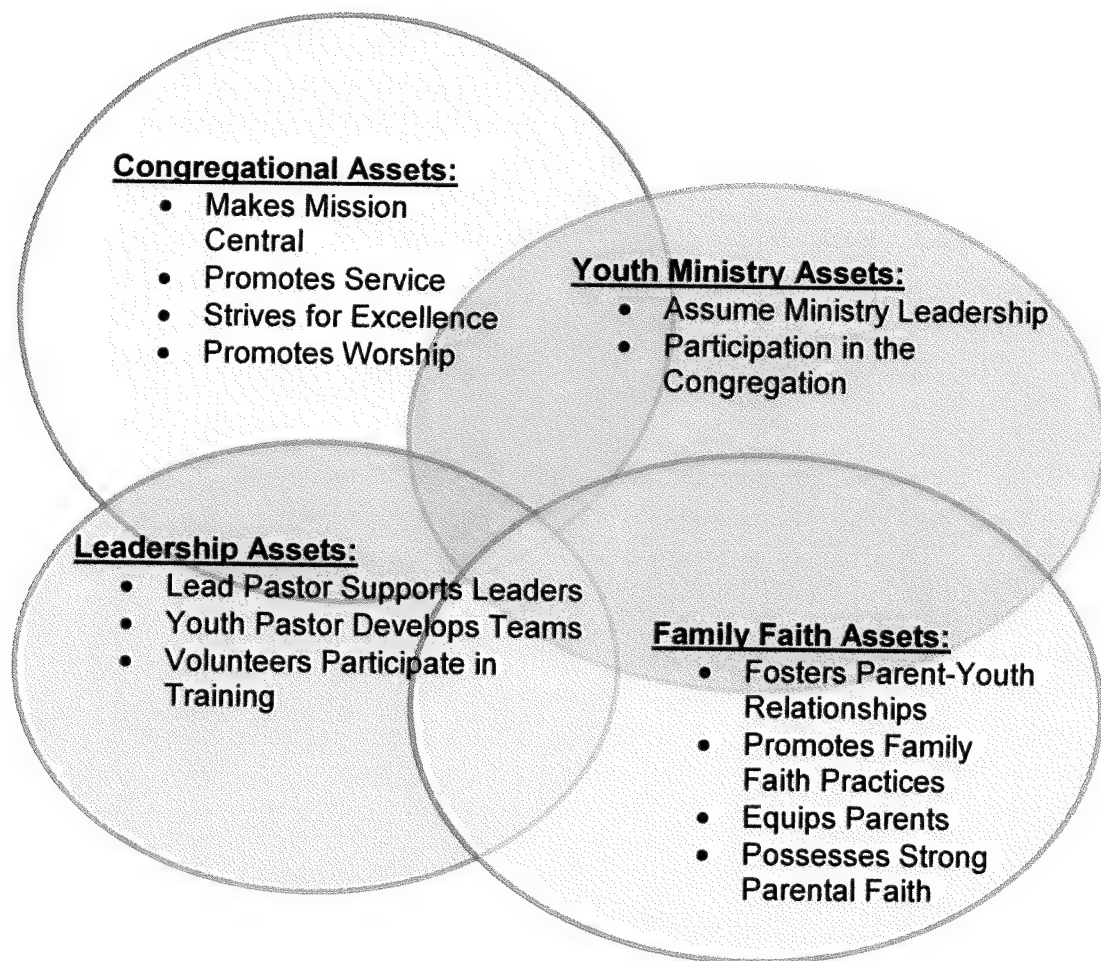 Congregational Assets:
• Makes Mission
Central
• Promotes Service
• Strives for Excellence
• Promotes Worship
Youth Ministry Assets:
• Assume Ministry Leadership
• Participation in the
Congregation
Leadership Assets:
• Lead Pastor Supports Leaders
• Youth Pastor Develops Teams
• Volunteers Participate in
Training
Family Faith Assets:
• Fosters Parent-Youth
Relationships
• Promotes Family
Faith Practices
• Equips Parents
• Possesses Strong
Parental Faith